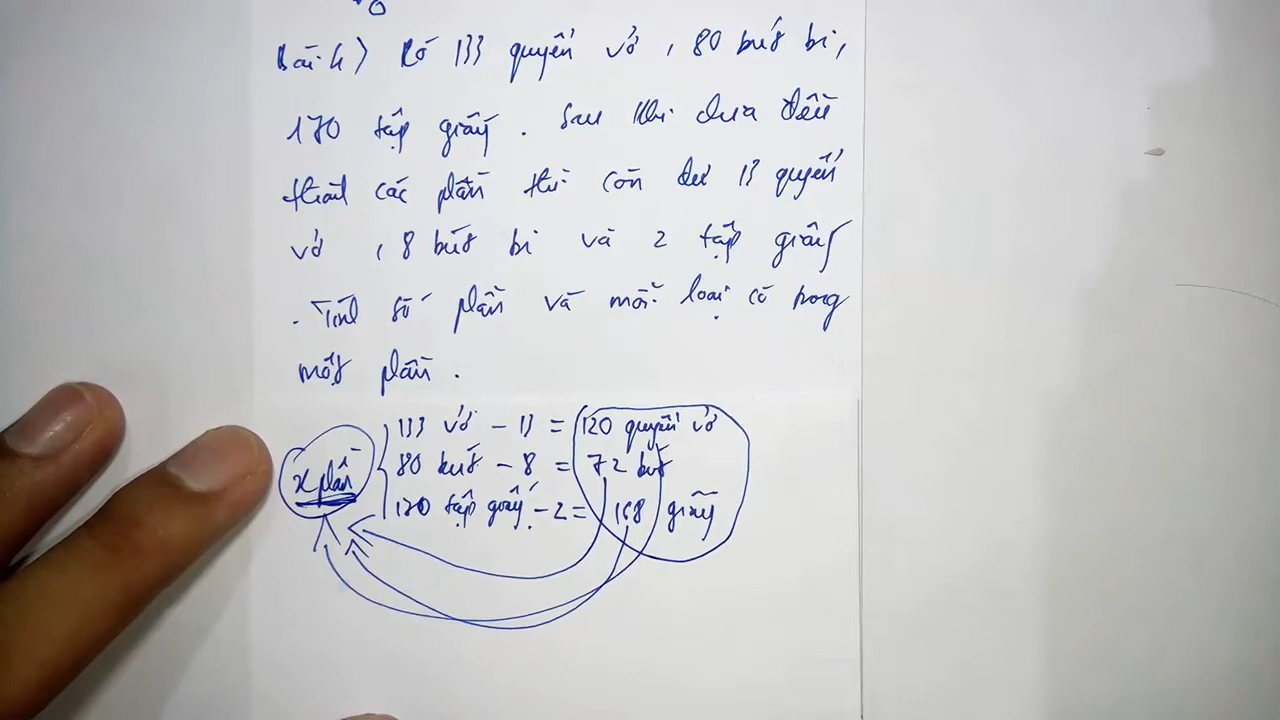 Bài 4) Có 133 quyển vở, 80 bút bi,
170 tập giấy. Sau khi chia đều
thành các phần thì còn dư 13 quyển
vở, 8 bút bi và 2 tập giấy
. Tính số phần và mỗi loại có trong
một phần.
133 vở - 13 = 120 quyển vở
x phần 80 bút - 8 = 72 bút
170 tập giấy - 2 = 168 giấy